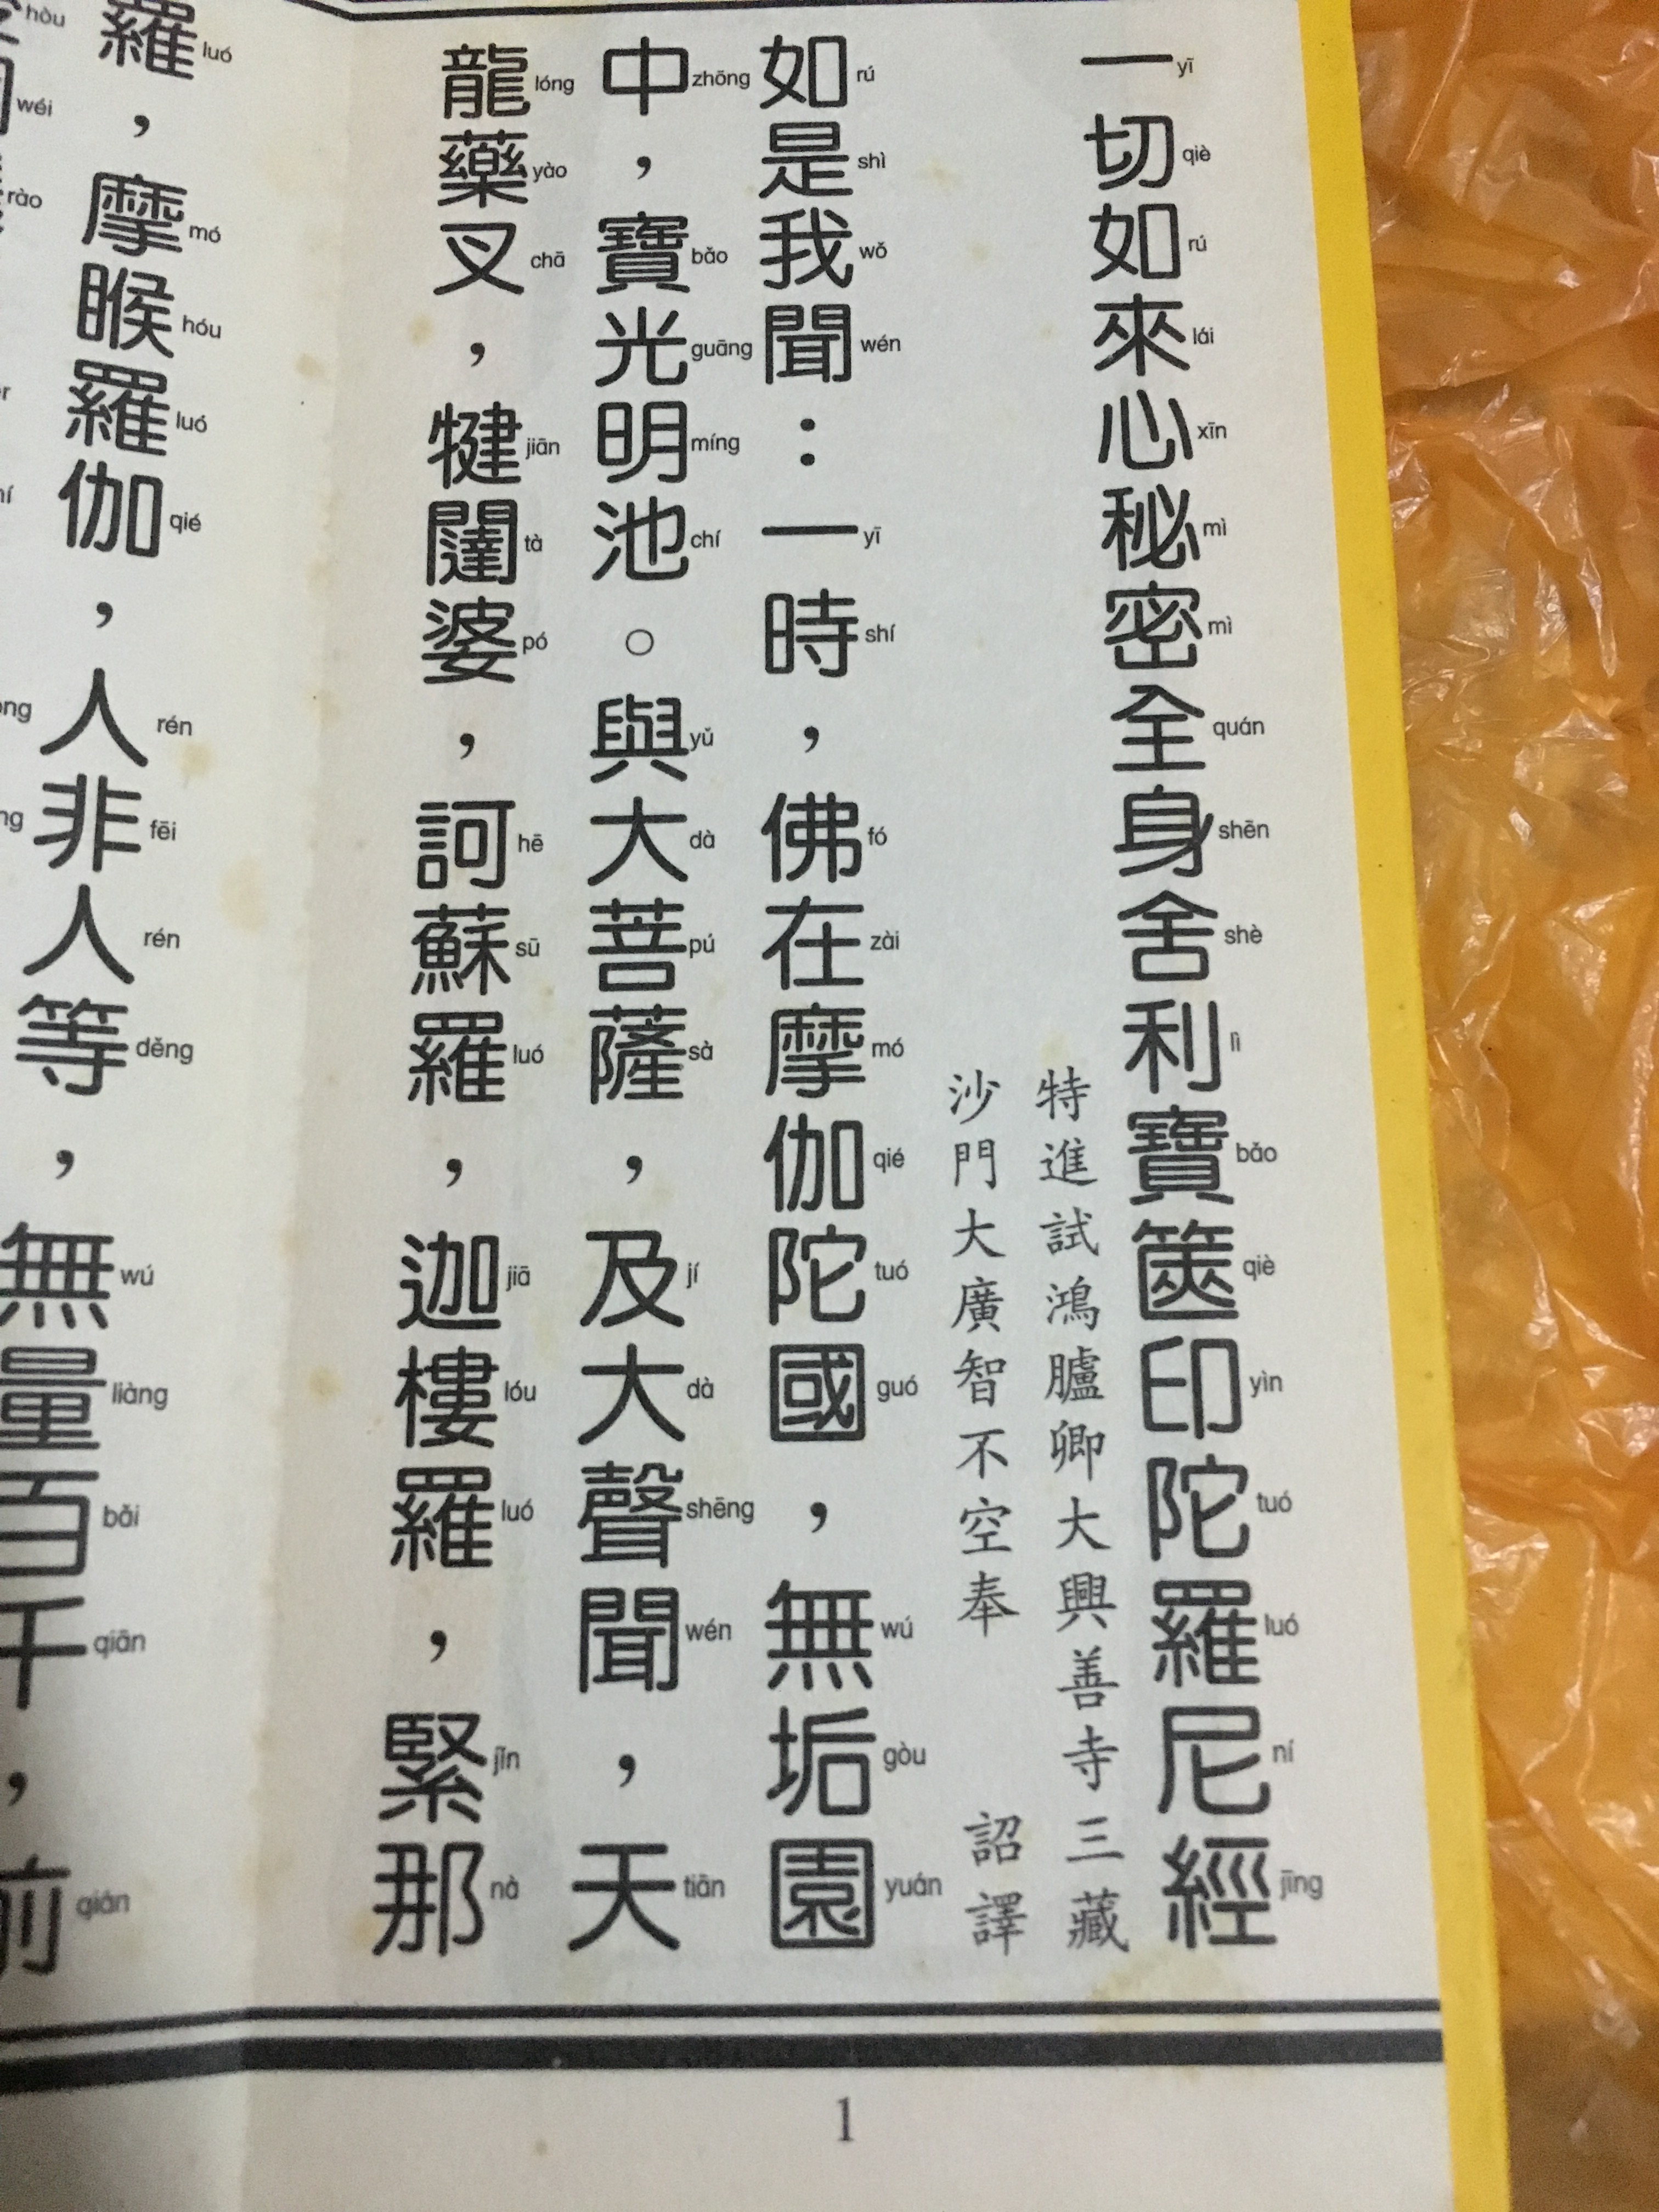 一切如來心秘密全身舍利寶篋印陀羅尼經
特進試鴻臚卿大興善寺三藏
沙門大廣智不空奉 詔譯
如是我聞：一時，佛在摩伽陀國，無垢園
中，寶光明池。與大菩薩，及大聲聞，天
龍藥叉，犍闥婆，訶蘇羅，迦樓羅，緊那
羅，摩睺羅伽，人非人等，無量百千，前
1